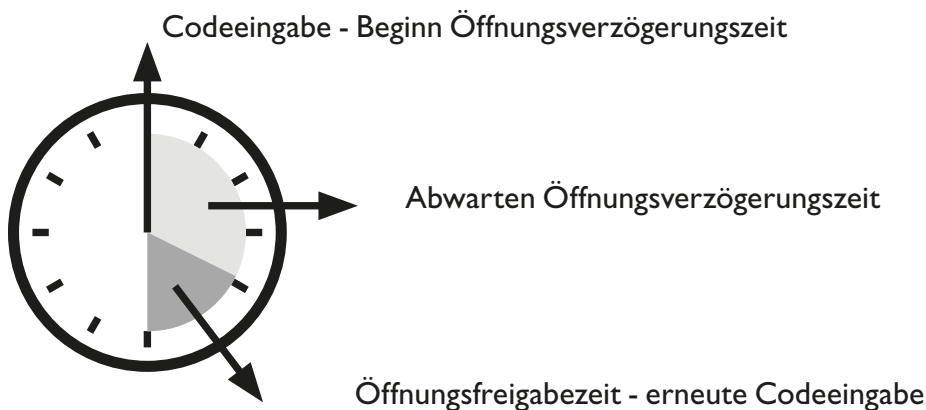 Codeeingabe - Beginn Öffnungsverzögerungszeit
Abwarten Öffnungsverzögerungszeit
Öffnungsfreigabezeit - erneute Codeeingabe